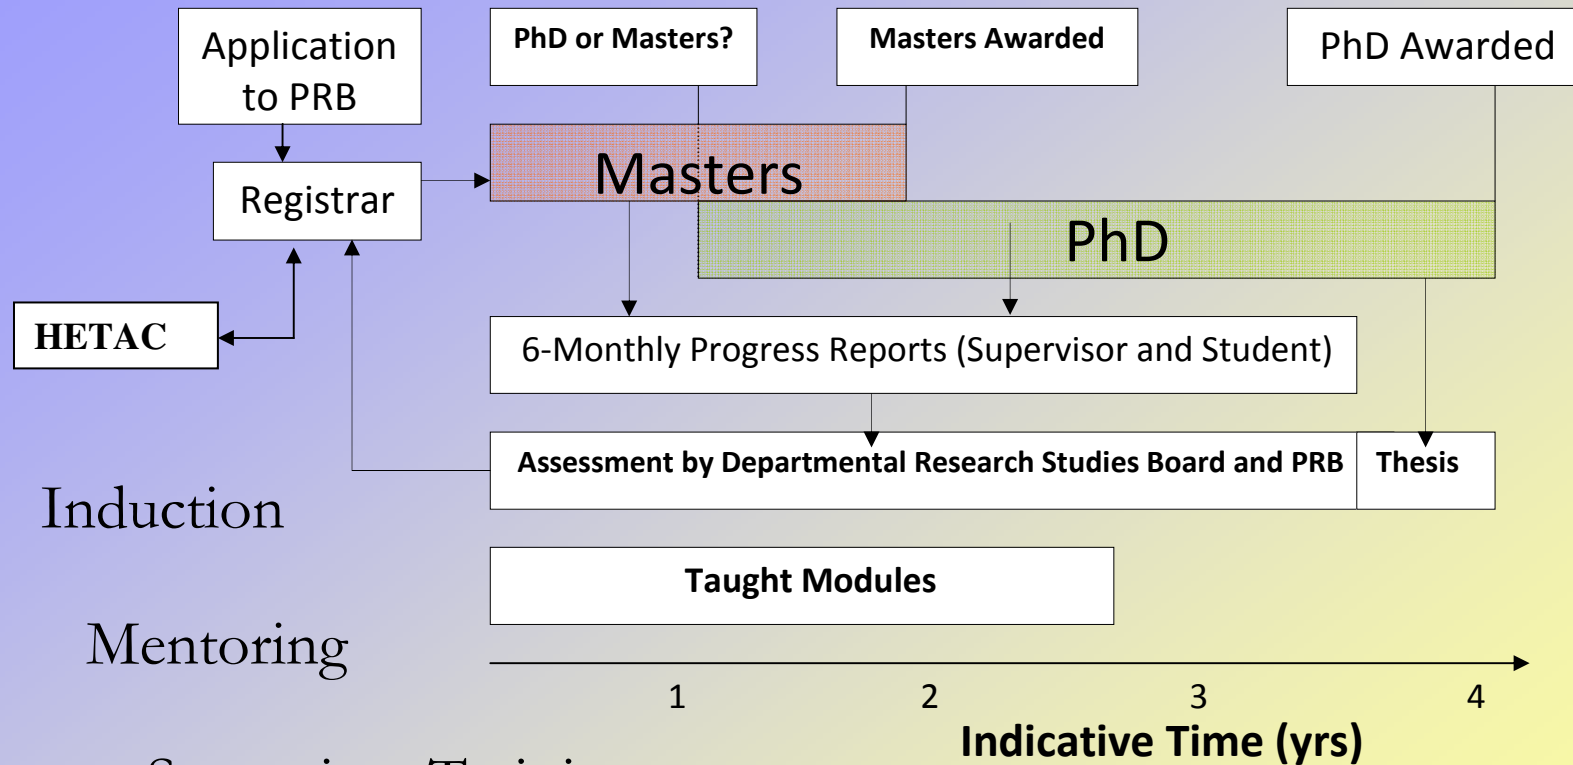 Application
to PRB
PhD or Masters?
Masters Awarded
PhD Awarded
Masters
Registrar
PhD
HETAC
6-Monthly Progress Reports (Supervisor and Student)
Assessment by Departmental Research Studies Board and PRB
Thesis
Induction
Taught Modules
Mentoring
1 2 3 4
Indicative Time (yrs)